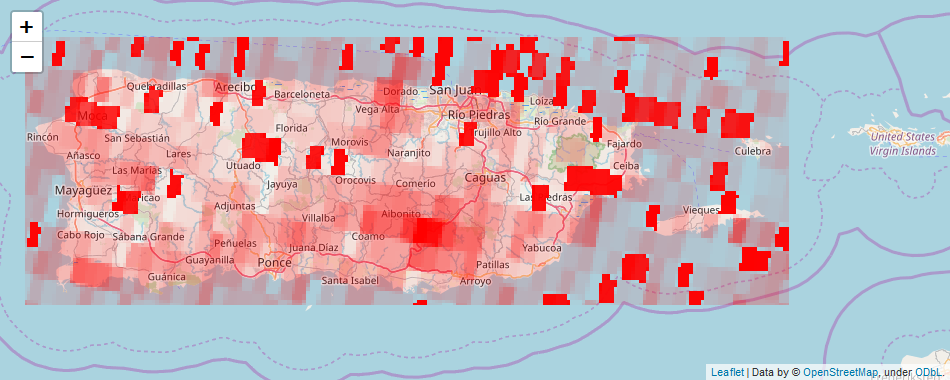 +
−
Quebradillas
Arecibo
Barceloneta
Dorado
San Jua
Vega Alta
Loíza
Moca
Río Piedras
Río Grande
Rincón
San Sebastián
Florida
Morovis
Trujillo Alto
Fajardo
United States
Virgin Islands
Añasco
Lares
Utuado
Naranjito
Culebra
Las Marías
Orocovis
Comerio
Caguas
Ceiba
Mayagüez
Maricao
Jayuya
Las Piedras
Hormigueros
Adjuntas
Villalba
Aibonito
Vieques
Cabo Rojo
Sábana Grande
Peñuelas
Juana Díaz
Coamo
Yabucoa
Guayanilla
Ponce
Patillas
Guánica
Santa Isabel
Arroyo
Leaflet | Data by © OpenStreetMap, under ODbL.